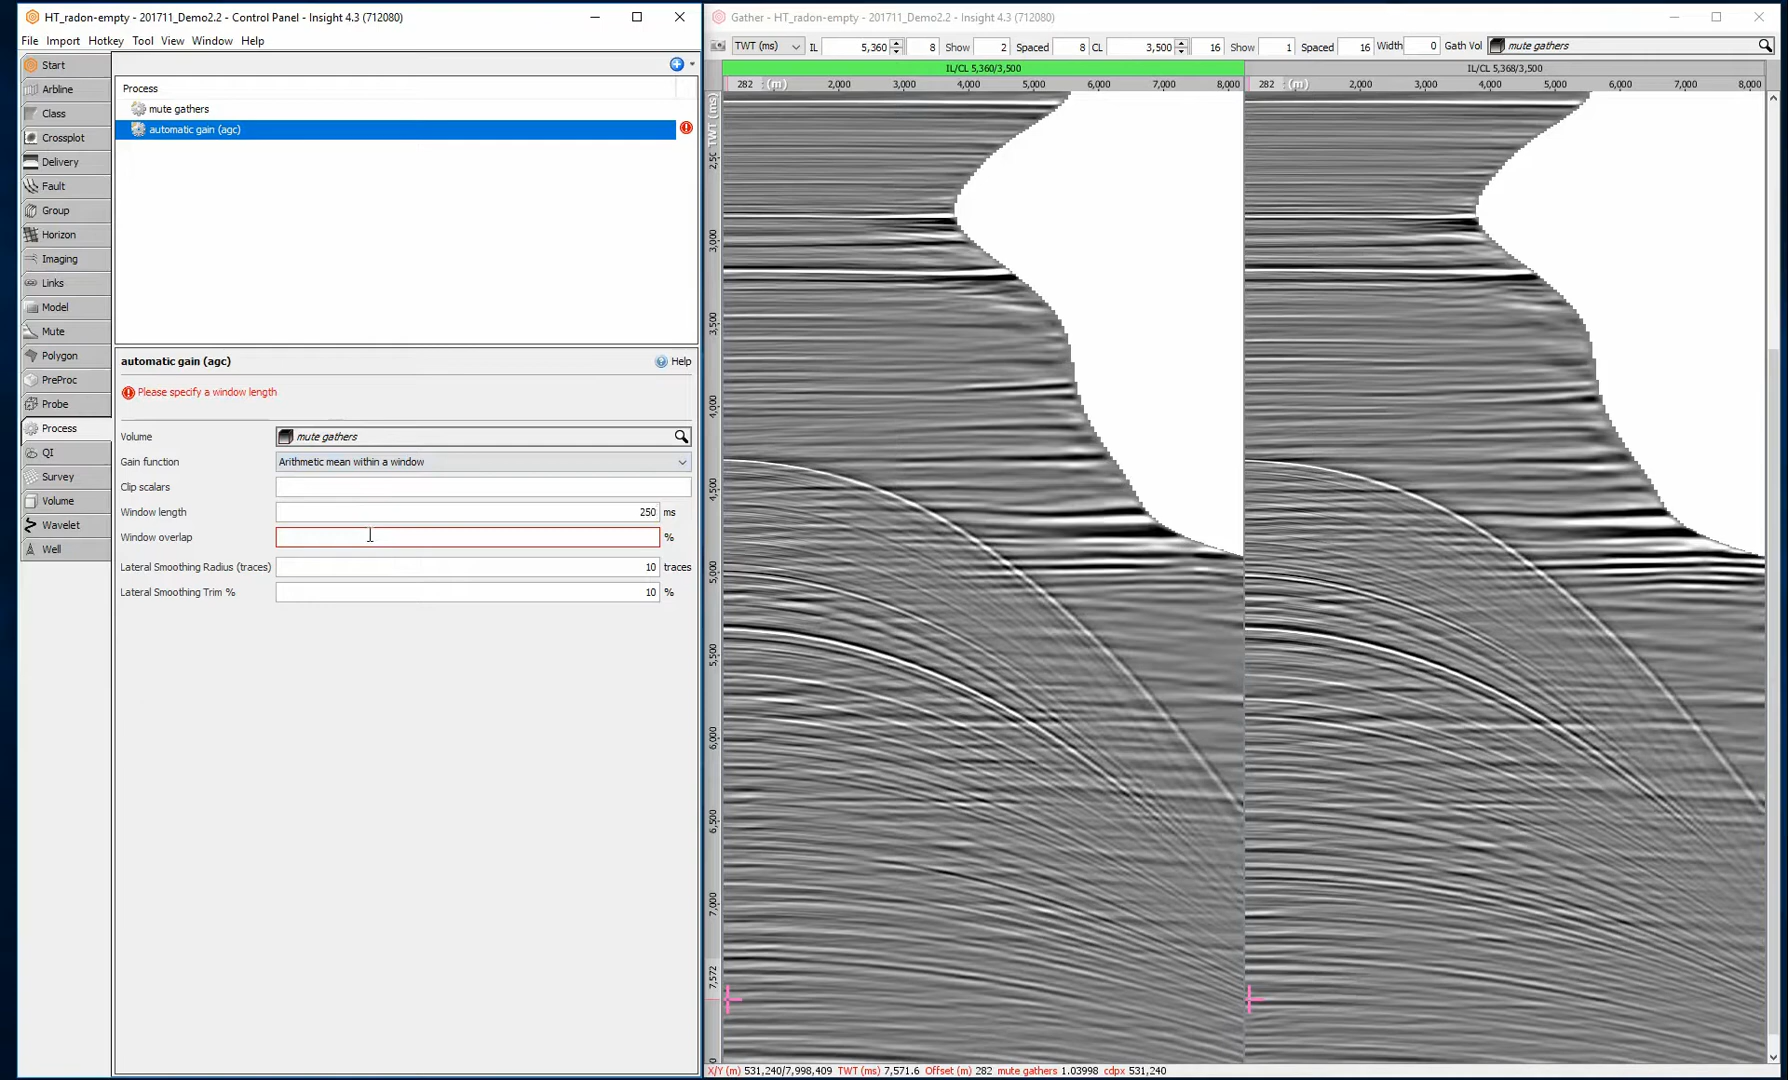 HT_radon-empty - 201711_Demo2.2 - Control Panel - Insight 4.3 (712080)
File Import Hotkey Tool View Window Help
Start
Arbline
Class
Crossplot
Delivery
Fault
Group
Horizon
Imaging
Links
Model
Mute
Polygon
PreProc
Probe
Process
QI
Survey
Volume
Wavelet
Well
Process
mute gathers
automatic gain (agc)
automatic gain (agc) Help
Please specify a window length
Volume mute gathers
Gain function Arithmetic mean within a window
Clip scalars
Window length 250 ms
Window overlap %
Lateral Smoothing Radius (traces) 10 traces
Lateral Smoothing Trim % 10 %
Gather - HT_radon-empty - 201711_Demo2.2 - Insight 4.3 (712080)
TWT (ms) IL 5,360 8 Show 2 Spaced 8 CL 3,500 16 Show 1 Spaced 16 Width 0 Gath Vol mute gathers
IL/CL 5,360/3,500 IL/CL 5,368/3,500
282 : (m) 2,000 3,000 4,000 5,000 6,000 7,000 8,000 282 : (m) 2,000 3,000 4,000 5,000 6,000 7,000 8,000
TWT (ms)
3,000
3,500
4,000
4,500
5,000
5,500
6,000
6,500
7,000
7,572
X/Y (m) 531,240/7,998,409 TWT (ms) 7,571.6 Offset (m) 282 mute gathers 1.03998 cdpx 531,240